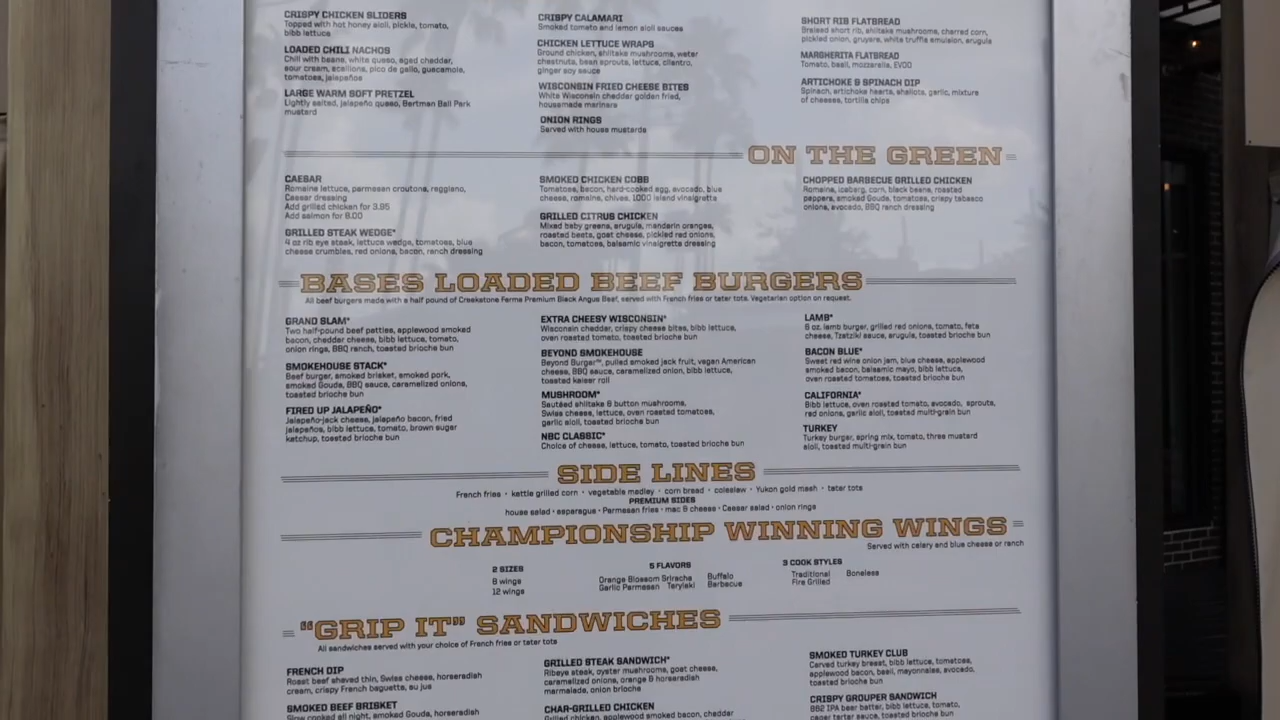 CRISPY CHICKEN SLIDERS
Topped with hot honey aioli, pickle, tomato,
bibb lettuce
LOADED CHILI NACHOS
Chili with beans, white queso, aged cheddar,
sour cream, scallions, pico de gallo, guacamole,
tomatoes, jalapeños
LARGE WARM SOFT PRETZEL
Lightly salted, jalapeño queso, Bertman Ball Park
mustard
CRISPY CALAMARI
Smoked tomato and lemon aioli sauces
CHICKEN LETTUCE WRAPS
Ground chicken, shiitake mushrooms, water
chestnuts, bean sprouts, lettuce, cilantro,
ginger soy sauce
WISCONSIN FRIED CHEESE BITES
White Wisconsin cheddar golden fried,
housemade marinara
ONION RINGS
Served with house mustards
SHORT RIB FLATBREAD
Braised short rib, shiitake mushrooms, charred corn,
pickled onion, gruyere, white truffle emulsion, arugula
MARGHERITA FLATBREAD
Tomato, basil, mozzarella, EVOO
ARTICHOKE & SPINACH DIP
Spinach, artichoke hearts, shallots, garlic, mixture
of cheeses, tortilla chips
ON THE GREEN
CAESAR
Romaine lettuce, parmesan croutons, reggiano,
Caesar dressing
Add grilled chicken for 3.95
Add salmon for 6.00
GRILLED STEAK WEDGE*
4 oz rib eye steak, lettuce wedge, tomatoes, blue
cheese crumbles, red onions, bacon, ranch dressing
SMOKED CHICKEN COBB
Tomatoes, bacon, hard-cooked egg, avocado, blue
cheese, romaine, chives, 1000 island vinaigrette
GRILLED CITRUS CHICKEN
Mixed baby greens, arugula, mandarin oranges,
roasted beets, goat cheese, pickled red onions,
bacon, tomatoes, balsamic vinaigrette dressing
CHOPPED BARBECUE GRILLED CHICKEN
Romaine, iceberg, corn, black beans, roasted
peppers, smoked Gouda, tomatoes, crispy tabasco
onions, avocado, BBQ ranch dressing
BASES LOADED BEEF BURGERS
All beef burgers made with a half pound of Creekstone Farms Premium Black Angus Beef, served with French fries or tater tots. Vegetarian option on request.
GRAND SLAM*
Two half-pound beef patties, applewood smoked
bacon, cheddar cheese, bibb lettuce, tomato,
onion rings, BBQ ranch, toasted brioche bun
SMOKEHOUSE STACK*
Beef burger, smoked brisket, smoked pork,
smoked Gouda, BBQ sauce, caramelized onions,
toasted brioche bun
FIRED UP JALAPEÑO*
Jalapeño-jack cheese, jalapeño bacon, fried
jalapeños, bibb lettuce, tomato, brown sugar
ketchup, toasted brioche bun
EXTRA CHEESY WISCONSIN*
Wisconsin cheddar, crispy cheese bites, bibb lettuce,
oven roasted tomato, toasted brioche bun
BEYOND SMOKEHOUSE
Beyond Burger™, pulled smoked jack fruit, vegan American
cheese, BBQ sauce, caramelized onion, bibb lettuce,
toasted kaiser roll
MUSHROOM*
Sautéed shiitake & button mushrooms,
Swiss cheese, lettuce, oven roasted tomatoes,
garlic aioli, toasted brioche bun
NBC CLASSIC*
Choice of cheese, lettuce, tomato, toasted brioche bun
LAMB*
8 oz. lamb burger, grilled red onions, tomato, feta
cheese, Tzatziki sauce, arugula, toasted brioche bun
BACON BLUE*
Sweet red wine onion jam, blue cheese, applewood
smoked bacon, balsamic mayo, bibb lettuce,
oven roasted tomatoes, toasted brioche bun
CALIFORNIA*
Bibb lettuce, oven roasted tomato, avocado, sprouts,
red onions, garlic aioli, toasted multi-grain bun
TURKEY
Turkey burger, spring mix, tomato, three mustard
aioli, toasted multi-grain bun
SIDE LINES
French fries • kettle grilled corn • vegetable medley • corn bread • coleslaw • Yukon gold mash • tater tots
PREMIUM SIDES
house salad • asparagus • Parmesan fries • mac & cheese • Caesar salad • onion rings
CHAMPIONSHIP WINNING WINGS
Served with celery and blue cheese or ranch
2 SIZES
8 wings
12 wings
5 FLAVORS
Orange Blossom Sriracha Buffalo
Garlic Parmesan Teryiaki Barbecue
3 COOK STYLES
Traditional Boneless
Fire Grilled
"GRIP IT" SANDWICHES
All sandwiches served with your choice of French fries or tater tots
FRENCH DIP
Roast beef shaved thin, Swiss cheese, horseradish
cream, crispy French baguette, au jus
SMOKED BEEF BRISKET
Slow cooked all night, smoked Gouda, horseradish
GRILLED STEAK SANDWICH*
Ribeye steak, oyster mushrooms, goat cheese,
caramelized onions, orange & horseradish
marmalade, onion brioche
CHAR-GRILLED CHICKEN
Grilled chicken, applewood smoked bacon, cheddar
SMOKED TURKEY CLUB
Carved turkey breast, bibb lettuce, tomatoes,
applewood bacon, basil, mayonnaise, avocado,
toasted brioche bun
CRISPY GROUPER SANDWICH
IPA beer batter, bibb lettuce, tomato,
caper tartar sauce, toasted brioche bun